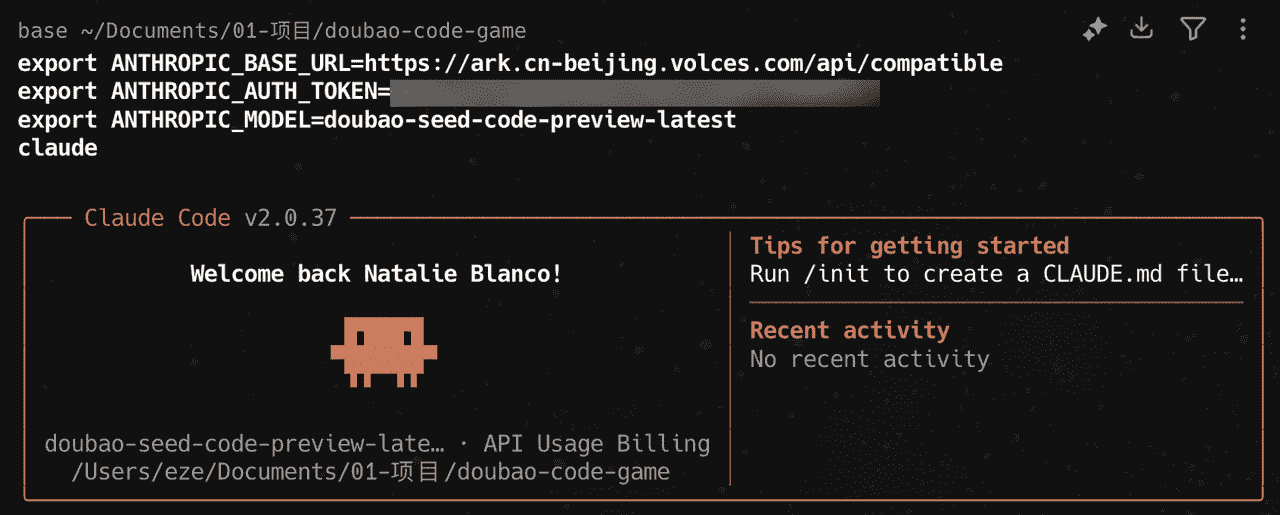 base ~/Documents/01-项目/doubao-code-game
export ANTHROPIC_BASE_URL=https://ark.cn-beijing.volces.com/api/compatible
export ANTHROPIC_AUTH_TOKEN=
export ANTHROPIC_MODEL=doubao-seed-code-preview-latest
claude
Claude Code v2.0.37
Welcome back Natalie Blanco!
doubao-seed-code-preview-late… · API Usage Billing
/Users/eze/Documents/01-项目/doubao-code-game
Tips for getting started
Run /init to create a CLAUDE.md file…
Recent activity
No recent activity